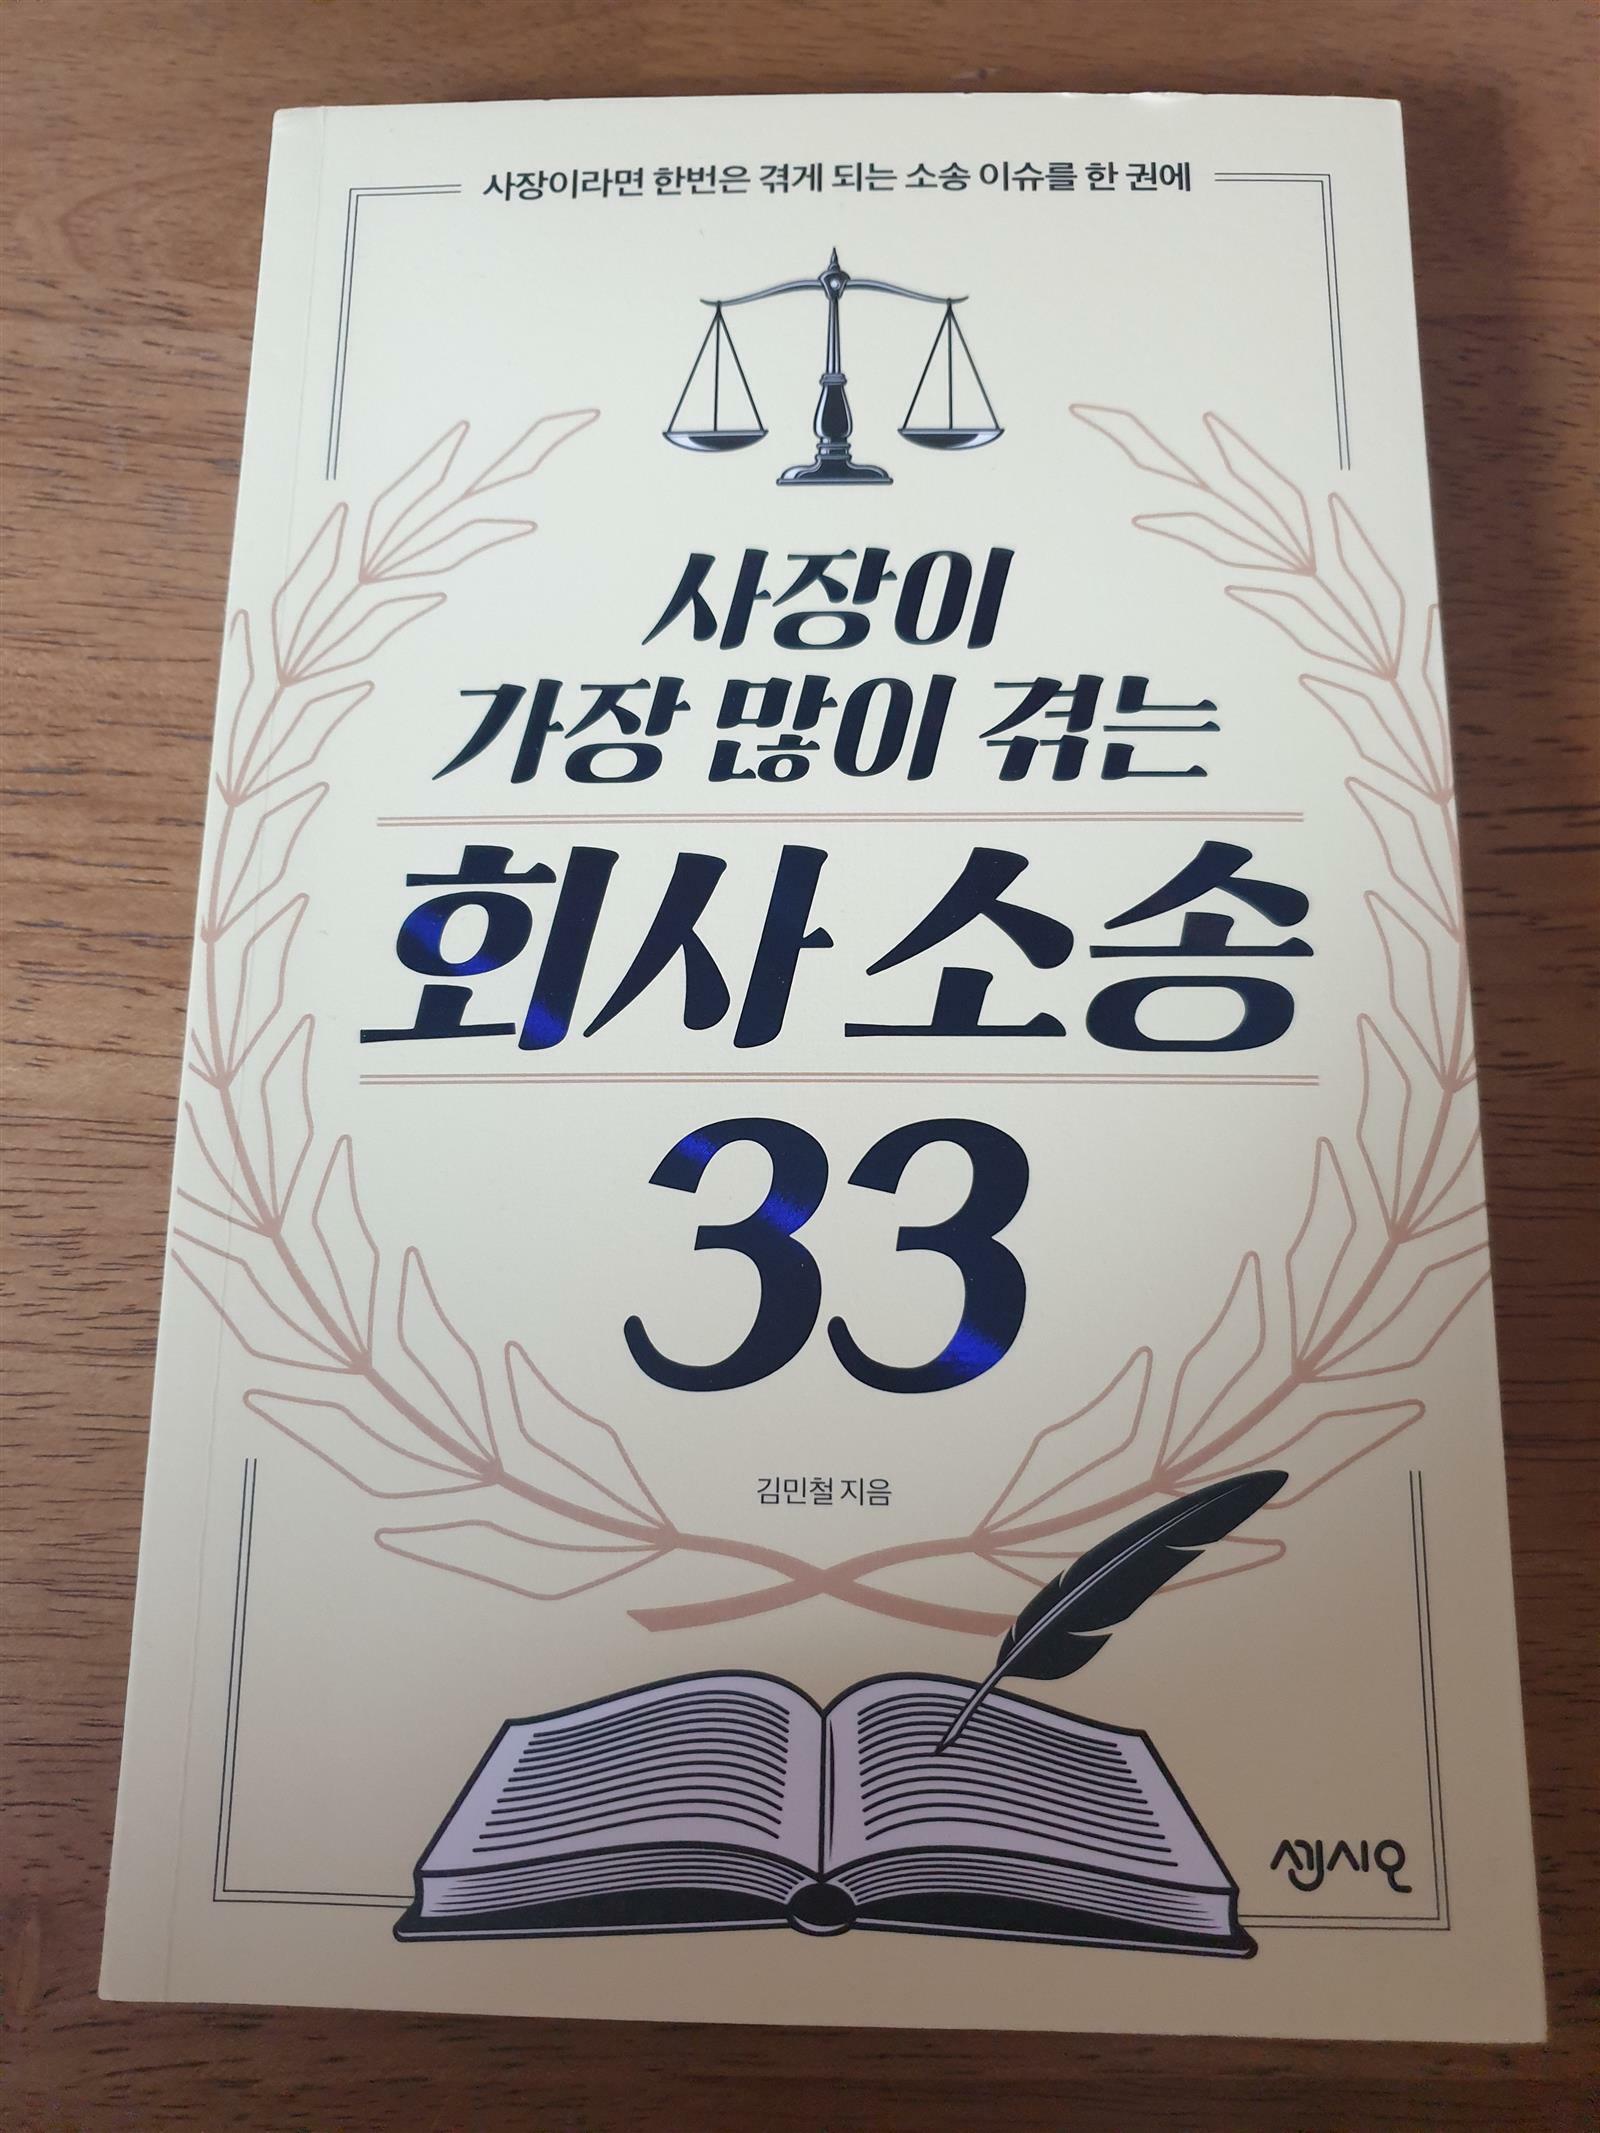 사장이라면 한번은 겪게 되는 소송 이슈를 한 권에
사장이
가장 많이 겪는
회사 소송
33
김민철 지음
센시오